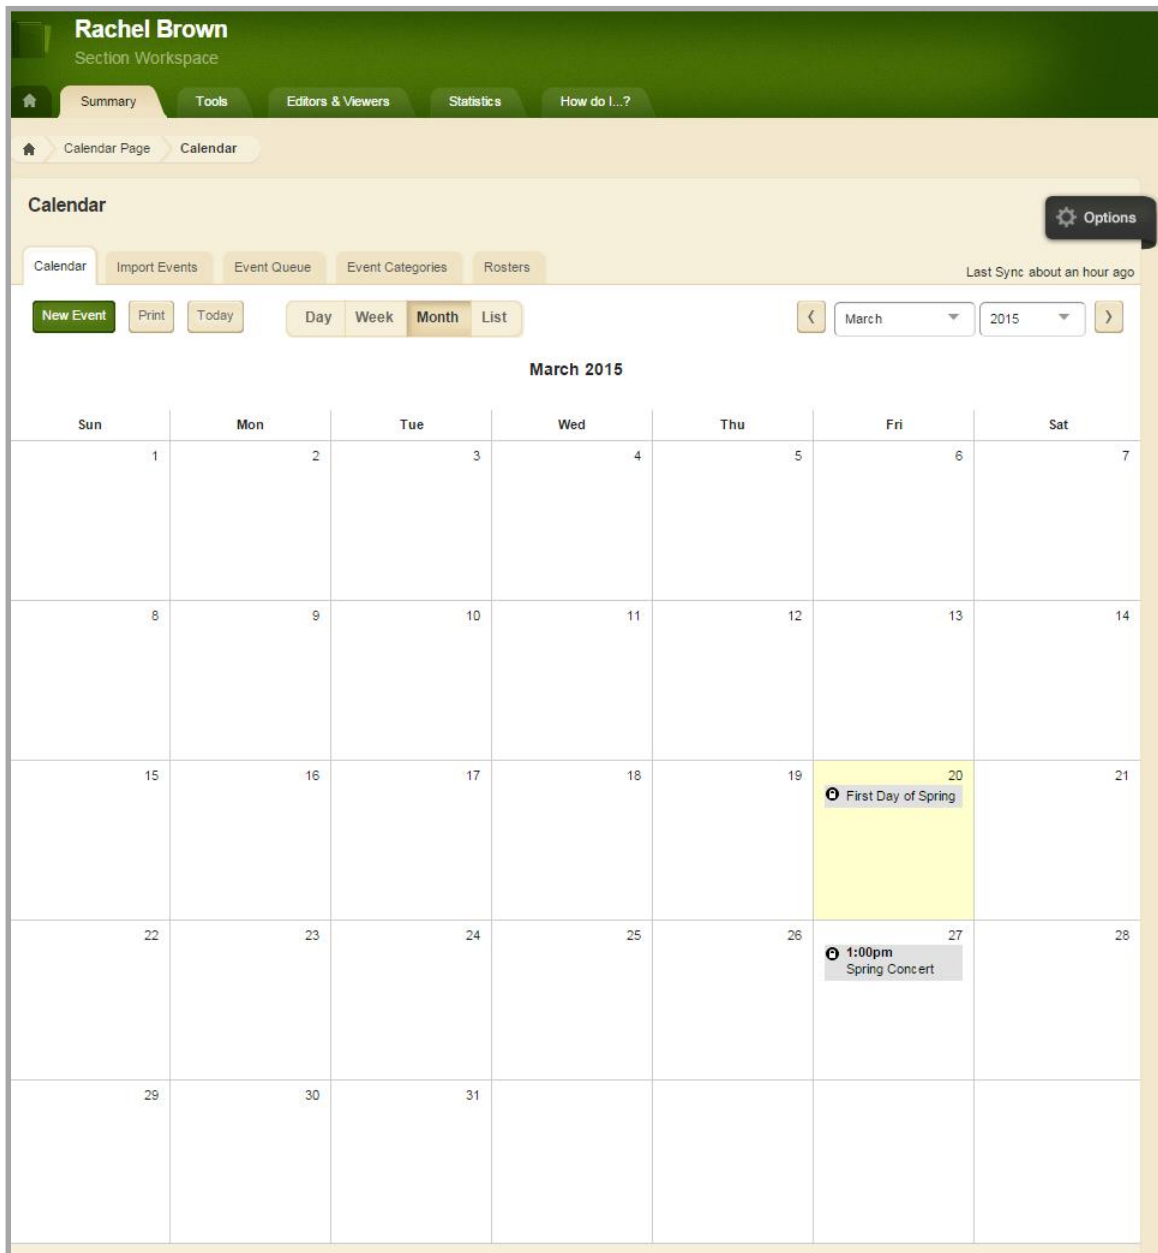 Rachel Brown
Section Workspace
Summary Tools Editors & Viewers Statistics How do I...?
Calendar Page Calendar
Calendar
Options
Calendar Import Events Event Queue Event Categories Rosters
Last Sync about an hour ago
New Event Print Today Day Week Month List March 2015
March 2015
Sun Mon Tue Wed Thu Fri Sat
1 2 3 4 5 6 7
8 9 10 11 12 13 14
15 16 17 18 19 20 21
First Day of Spring
22 23 24 25 26 27 28
1:00pm
Spring Concert
29 30 31